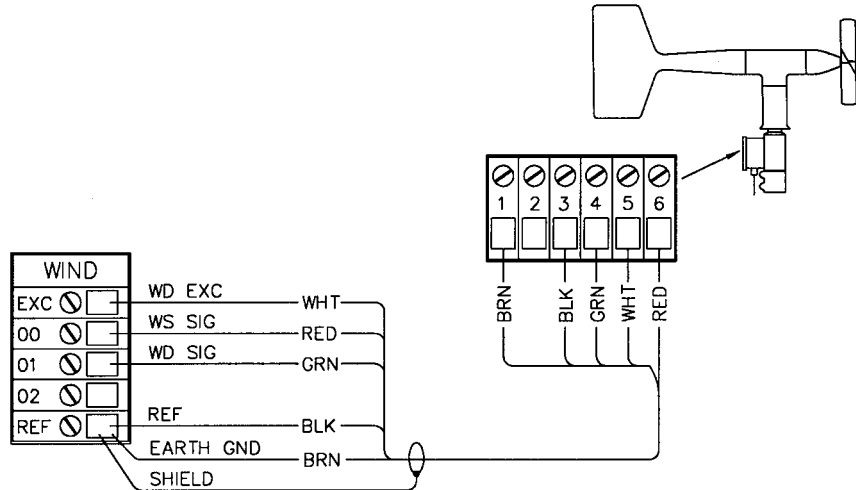 1 2 3 4 5 6
BRN BLK GRN WHT RED
WIND
EXC WD EXC WHT
00 WS SIG RED
01 WD SIG GRN
02
REF REF BLK
EARTH GND BRN
SHIELD